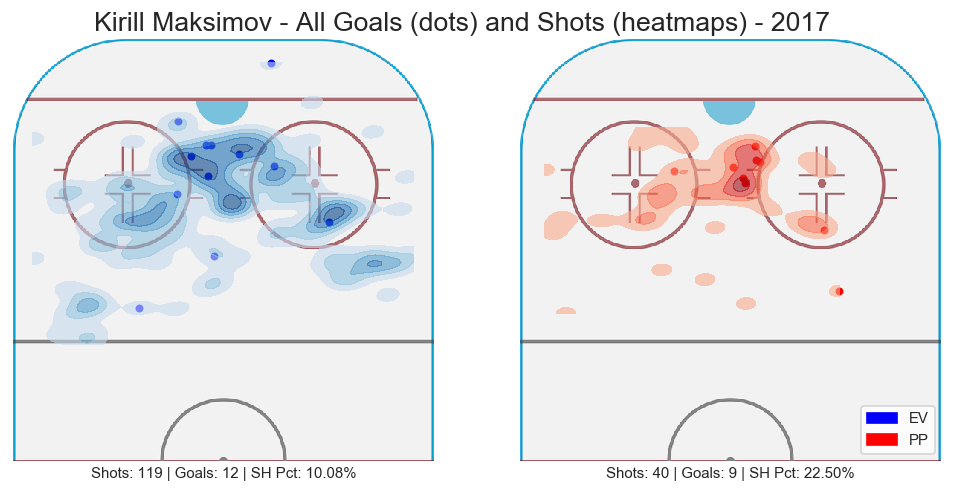 Kirill Maksimov - All Goals (dots) and Shots (heatmaps) - 2017
EV
PP
Shots: 119 | Goals: 12 | SH Pct: 10.08%
Shots: 40 | Goals: 9 | SH Pct: 22.50%